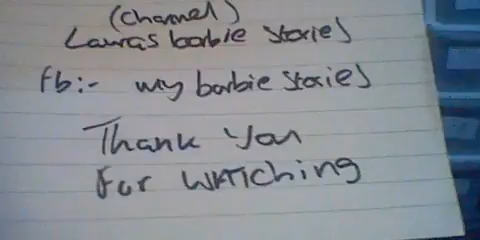 (channel)
Lauras barbie stories
fb:- my barbie stories
Thank You
For WATching